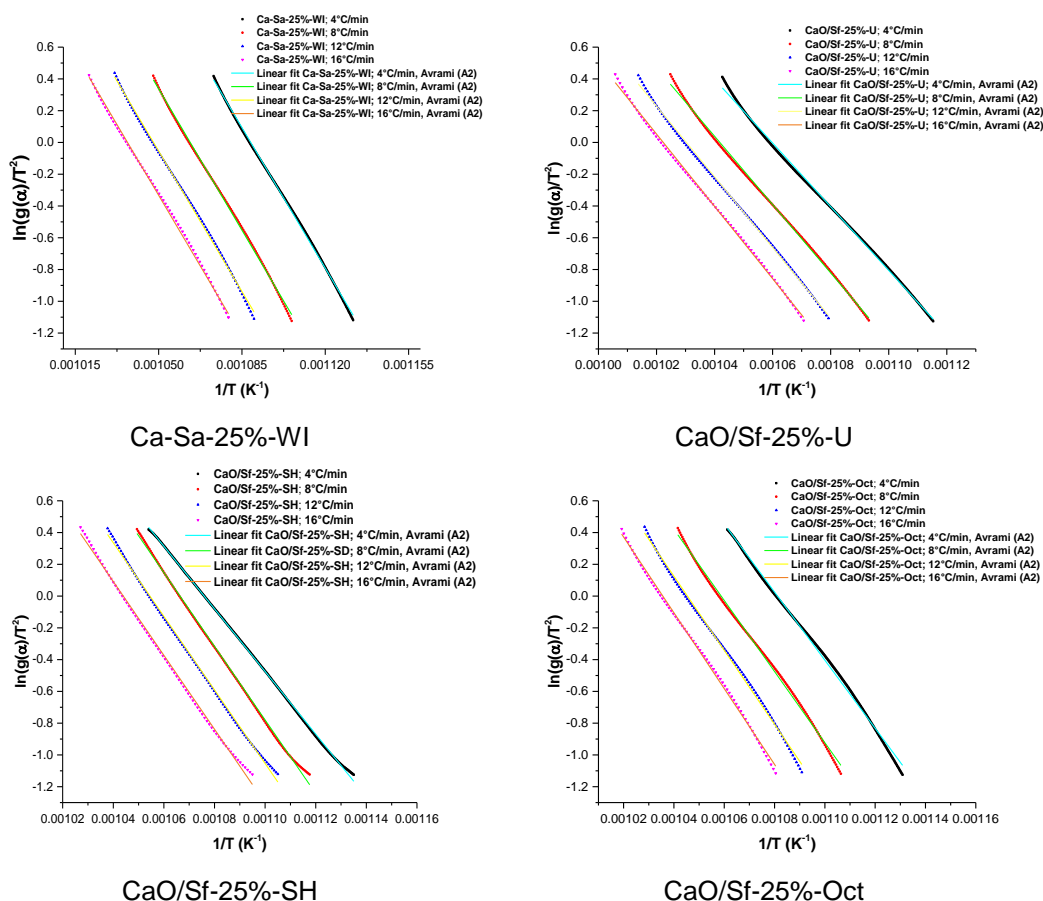 Ca-Sa-25%-WI; 4°C/min
Ca-Sa-25%-WI; 8°C/min
Ca-Sa-25%-WI; 12°C/min
Ca-Sa-25%-WI; 16°C/min
Linear fit Ca-Sa-25%-WI; 4°C/min, Avrami (A2)
Linear fit Ca-Sa-25%-WI; 8°C/min, Avrami (A2)
Linear fit Ca-Sa-25%-WI; 12°C/min, Avrami (A2)
Linear fit Ca-Sa-25%-WI; 16°C/min, Avrami (A2)
0.6
0.4
0.2
0.0
-0.2
-0.4
-0.6
-0.8
-1.0
-1.2
ln(g(α)/T²)
0.001015 0.001050 0.001085 0.001120 0.001155
1/T (K⁻¹)
Ca-Sa-25%-WI
CaO/Sf-25%-U; 4°C/min
CaO/Sf-25%-U; 8°C/min
CaO/Sf-25%-U; 12°C/min
CaO/Sf-25%-U; 16°C/min
Linear fit CaO/Sf-25%-U; 4°C/min, Avrami (A2)
Linear fit CaO/Sf-25%-U; 8°C/min, Avrami (A2)
Linear fit CaO/Sf-25%-U; 12°C/min, Avrami (A2)
Linear fit CaO/Sf-25%-U; 16°C/min, Avrami (A2)
0.6
0.4
0.2
0.0
-0.2
-0.4
-0.6
-0.8
-1.0
-1.2
ln(g(α)/T²)
0.00100 0.00102 0.00104 0.00106 0.00108 0.00110 0.00112
1/T (K⁻¹)
CaO/Sf-25%-U
CaO/Sf-25%-SH; 4°C/min
CaO/Sf-25%-SH; 8°C/min
CaO/Sf-25%-SH; 12°C/min
CaO/Sf-25%-SH; 16°C/min
Linear fit CaO/Sf-25%-SH; 4°C/min, Avrami (A2)
Linear fit CaO/Sf-25%-SD; 8°C/min, Avrami (A2)
Linear fit CaO/Sf-25%-SH; 12°C/min, Avrami (A2)
Linear fit CaO/Sf-25%-SH; 16°C/min, Avrami (A2)
0.6
0.4
0.2
0.0
-0.2
-0.4
-0.6
-0.8
-1.0
-1.2
ln(g(α)/T²)
0.00102 0.00104 0.00106 0.00108 0.00110 0.00112 0.00114 0.00116
1/T (K⁻¹)
CaO/Sf-25%-SH
CaO/Sf-25%-Oct; 4°C/min
CaO/Sf-25%-Oct; 8°C/min
CaO/Sf-25%-Oct; 12°C/min
CaO/Sf-25%-Oct; 16°C/min
Linear fit CaO/Sf-25%-Oct; 4°C/min, Avrami (A2)
Linear fit CaO/Sf-25%-Oct; 8°C/min, Avrami (A2)
Linear fit CaO/Sf-25%-Oct; 12°C/min, Avrami (A2)
Linear fit CaO/Sf-25%-Oct; 16°C/min, Avrami (A2)
0.6
0.4
0.2
0.0
-0.2
-0.4
-0.6
-0.8
-1.0
-1.2
ln(g(α)/T²)
0.00102 0.00104 0.00106 0.00108 0.00110 0.00112 0.00114 0.00116
1/T (K⁻¹)
CaO/Sf-25%-Oct